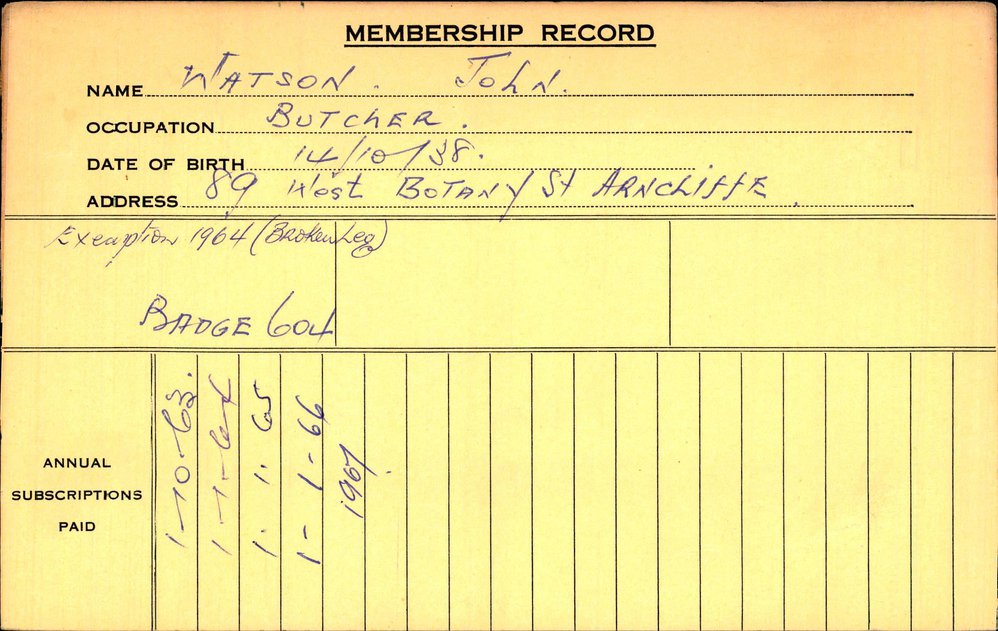 MEMBERSHIP RECORD
NAME WATSON. JOHN.
OCCUPATION BUTCHER.
DATE OF BIRTH 14/10/38.
ADDRESS 89 West BOTANY St ARNCLIFFE.
Exemption 1964 (Broken Leg)
BADGE 604
ANNUAL
SUBSCRIPTIONS
PAID
1-10-63.
1-1-64
1. 1. 65
1-1-66
1967.